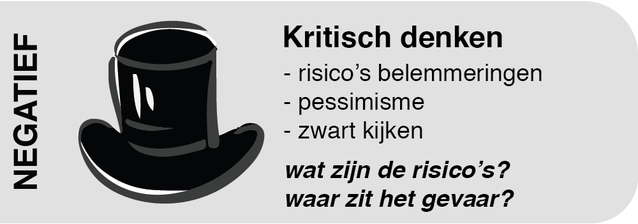 NEGATIEF
Kritisch denken
- risico's belemmeringen
- pessimisme
- zwart kijken
wat zijn de risico's?
waar zit het gevaar?